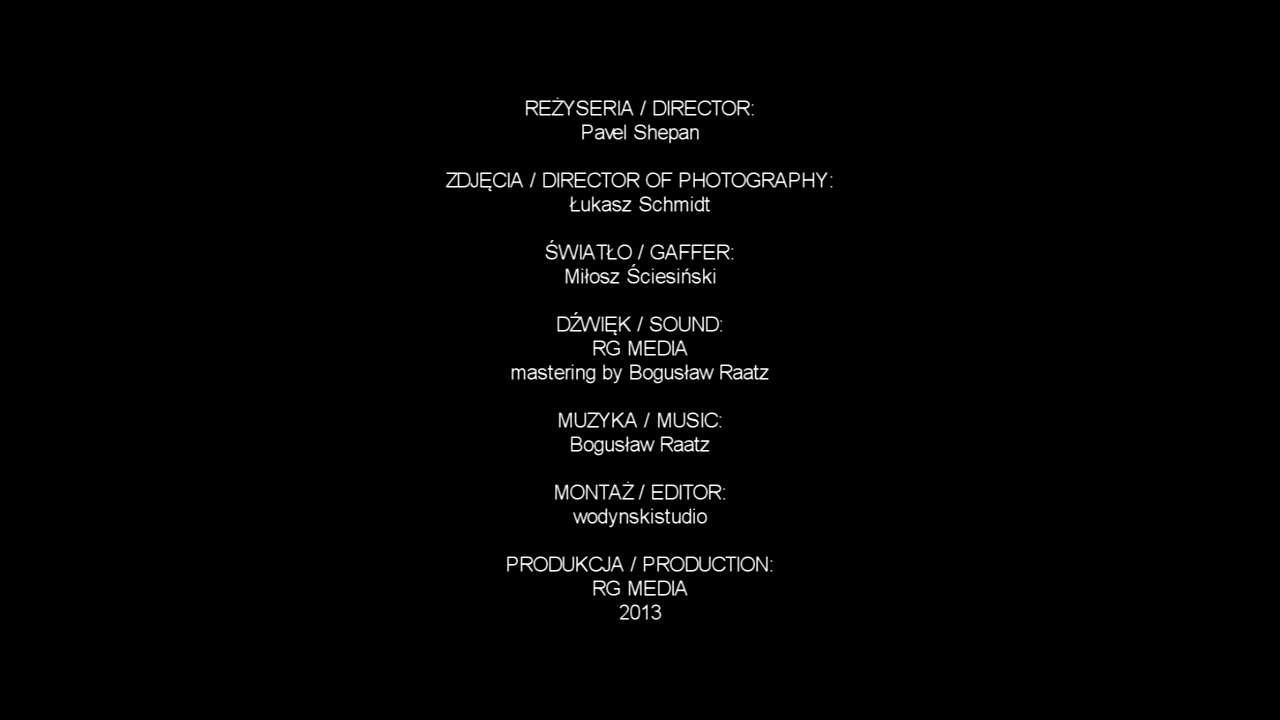 REŻYSERIA / DIRECTOR:
Pavel Shepan
ZDJĘCIA / DIRECTOR OF PHOTOGRAPHY:
Łukasz Schmidt
ŚWIATŁO / GAFFER:
Miłosz Ściesiński
DŹWIĘK / SOUND:
RG MEDIA
mastering by Bogusław Raatz
MUZYKA / MUSIC:
Bogusław Raatz
MONTAŻ / EDITOR:
wodynskistudio
PRODUKCJA / PRODUCTION:
RG MEDIA
2013